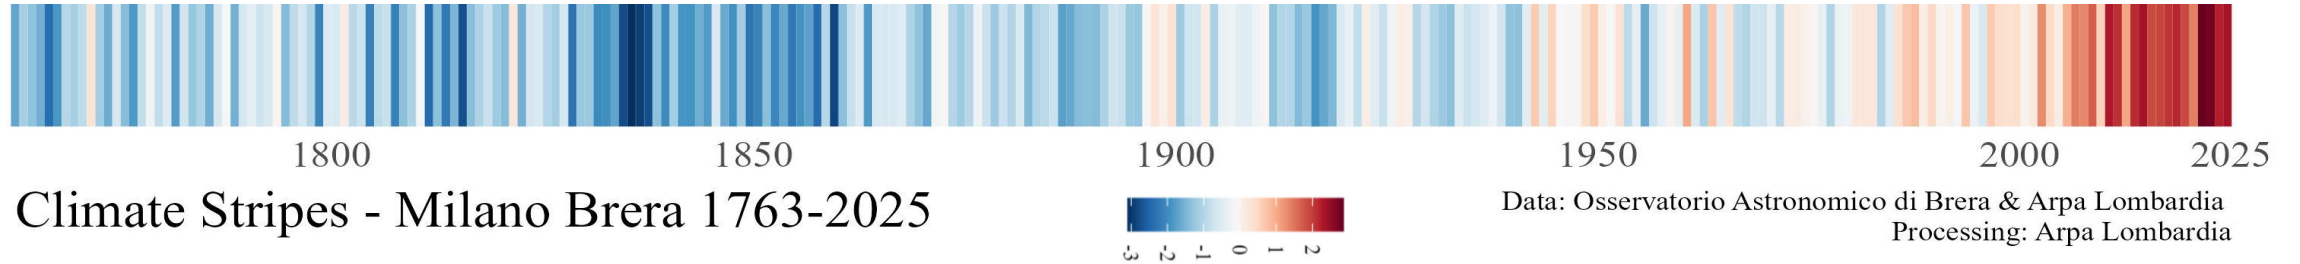 1800 1850 1900 1950 2000 2025
Climate Stripes - Milano Brera 1763-2025
-3 -2 -1 0 1 2
Data: Osservatorio Astronomico di Brera & Arpa Lombardia
Processing: Arpa Lombardia